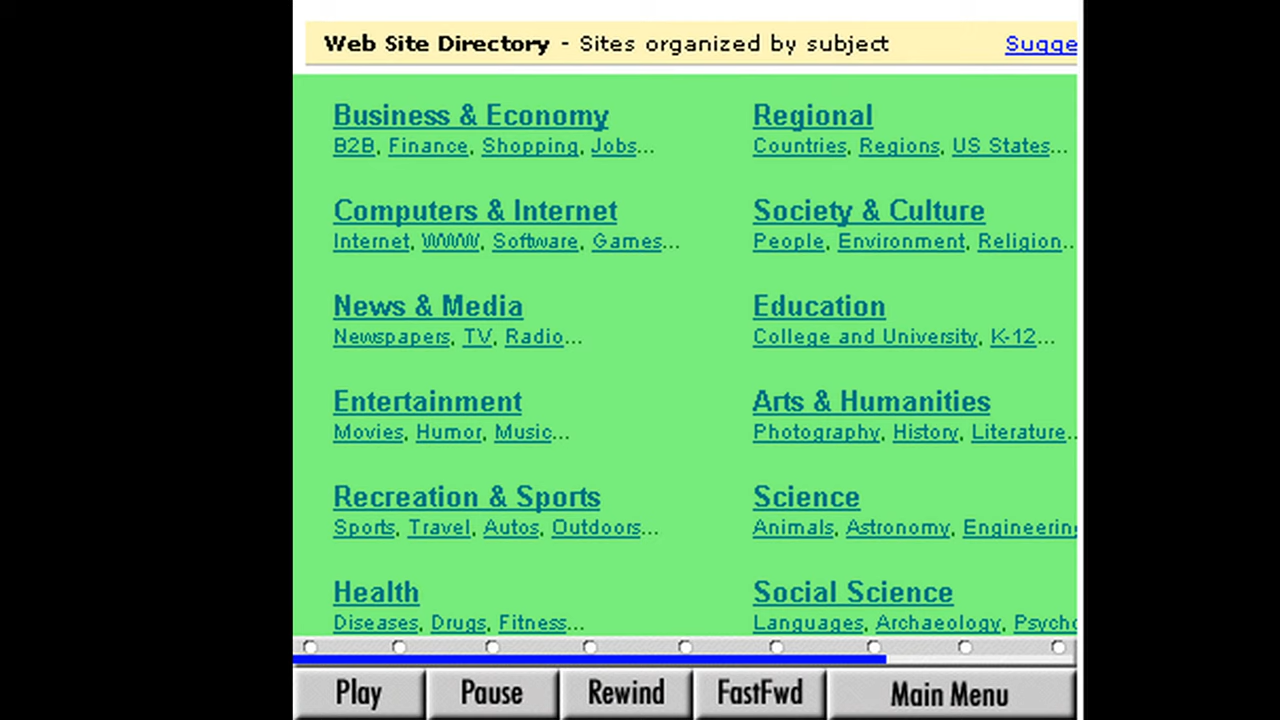 Web Site Directory - Sites organized by subject
Sugge
Business & Economy
B2B, Finance, Shopping, Jobs...
Regional
Countries, Regions, US States...
Computers & Internet
Internet, WWW, Software, Games...
Society & Culture
People, Environment, Religion..
News & Media
Newspapers, TV, Radio...
Education
College and University, K-12...
Entertainment
Movies, Humor, Music...
Arts & Humanities
Photography, History, Literature..
Recreation & Sports
Sports, Travel, Autos, Outdoors...
Science
Animals, Astronomy, Engineering
Health
Diseases, Drugs, Fitness...
Social Science
Languages, Archaeology, Psycho
Play
Pause
Rewind
FastFwd
Main Menu